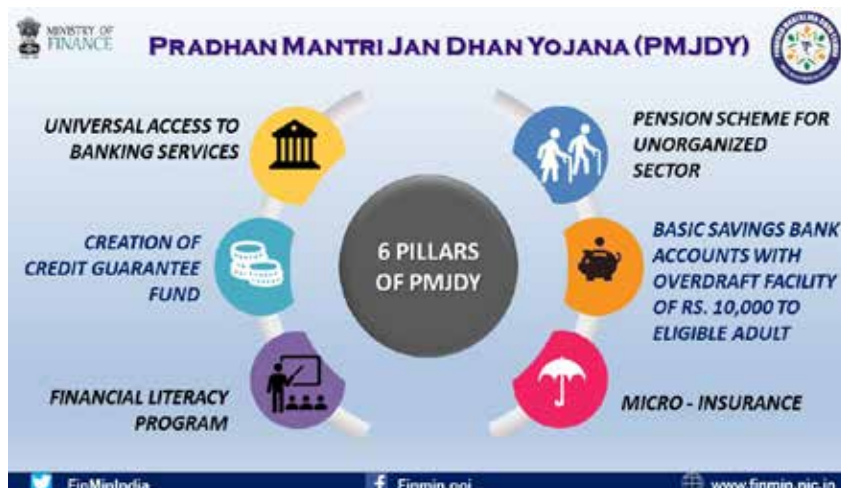 MINISTRY OF
FINANCE
PRADHAN MANTRI JAN DHAN YOJANA (PMJDY)
UNIVERSAL ACCESS TO
BANKING SERVICES
CREATION OF
CREDIT GUARANTEE
FUND
FINANCIAL LITERACY
PROGRAM
6 PILLARS
OF PMJDY
PENSION SCHEME FOR
UNORGANIZED
SECTOR
BASIC SAVINGS BANK
ACCOUNTS WITH
OVERDRAFT FACILITY
OF RS. 10,000 TO
ELIGIBLE ADULT
MICRO - INSURANCE
FinMinIndia
Finmin.goi
www.finmin.nic.in